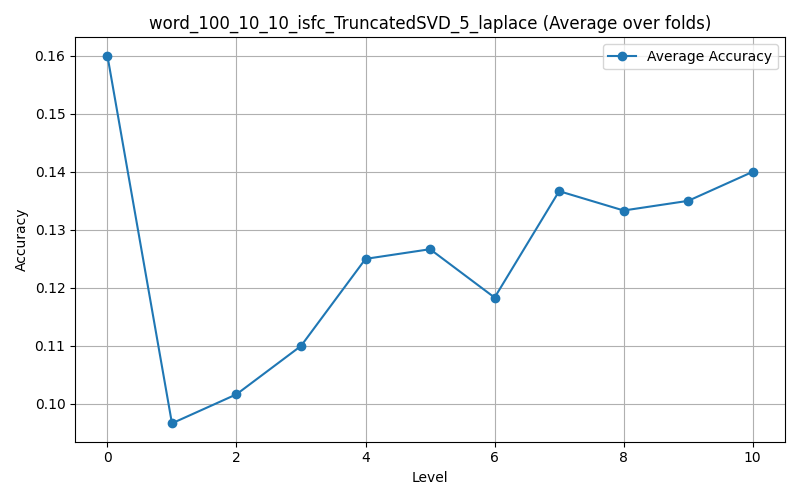 word_100_10_10_isfc_TruncatedSVD_5_laplace (Average over folds)
Average Accuracy
0.16
0.15
0.14
0.13
0.12
0.11
0.10
Accuracy
0 2 4 6 8 10
Level